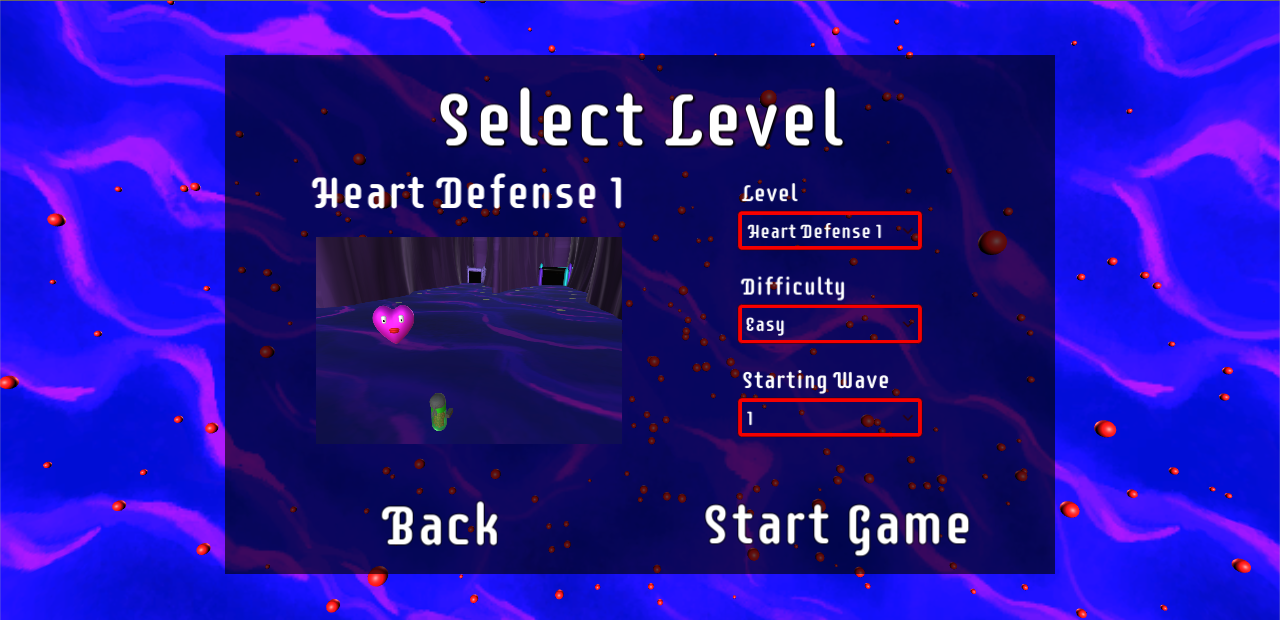 Select Level
Heart Defense 1
Level
Heart Defense 1
Difficulty
Easy
Starting Wave
1
Back
Start Game